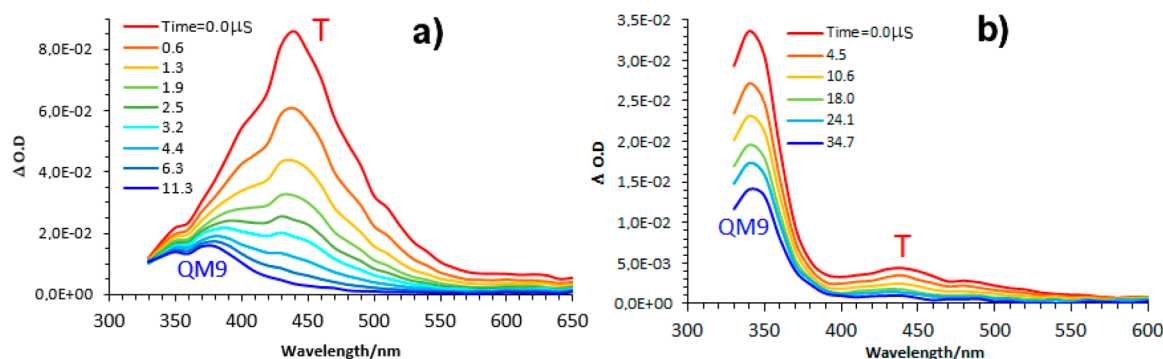 a)
T
Time=0.0µS
0.6
1.3
1.9
2.5
3.2
4.4
6.3
11.3
QM9
Δ O.D
8,0E-02
6,0E-02
4,0E-02
2,0E-02
0,0E+00
300 350 400 450 500 550 600 650
Wavelength/nm
b)
Time=0.0µS
4.5
10.6
18.0
24.1
34.7
QM9
T
Δ O.D
3,5E-02
3,0E-02
2,5E-02
2,0E-02
1,5E-02
1,0E-02
5,0E-03
0,0E+00
300 350 400 450 500 550 600
Wavelength/nm